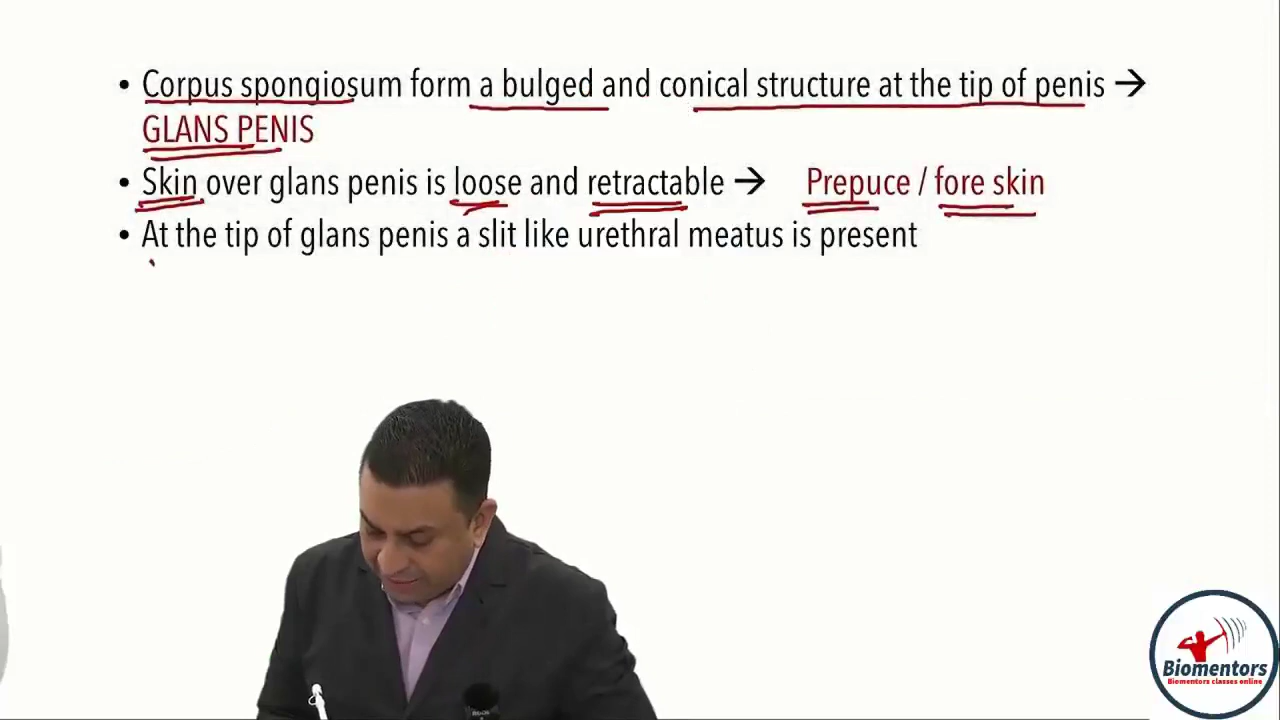 • Corpus spongiosum form a bulged and conical structure at the tip of penis →
GLANS PENIS
• Skin over glans penis is loose and retractable → Prepuce / fore skin
• At the tip of glans penis a slit like urethral meatus is present
Biomentors
Biomentors classes online